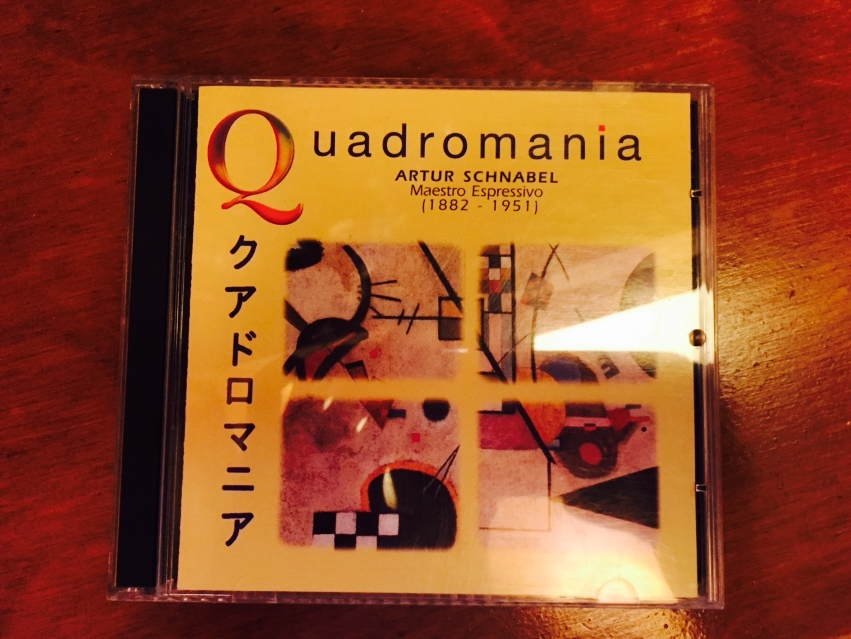 Quadromania
ARTUR SCHNABEL
Maestro Espressivo
(1882 - 1951)
クアドロマニア